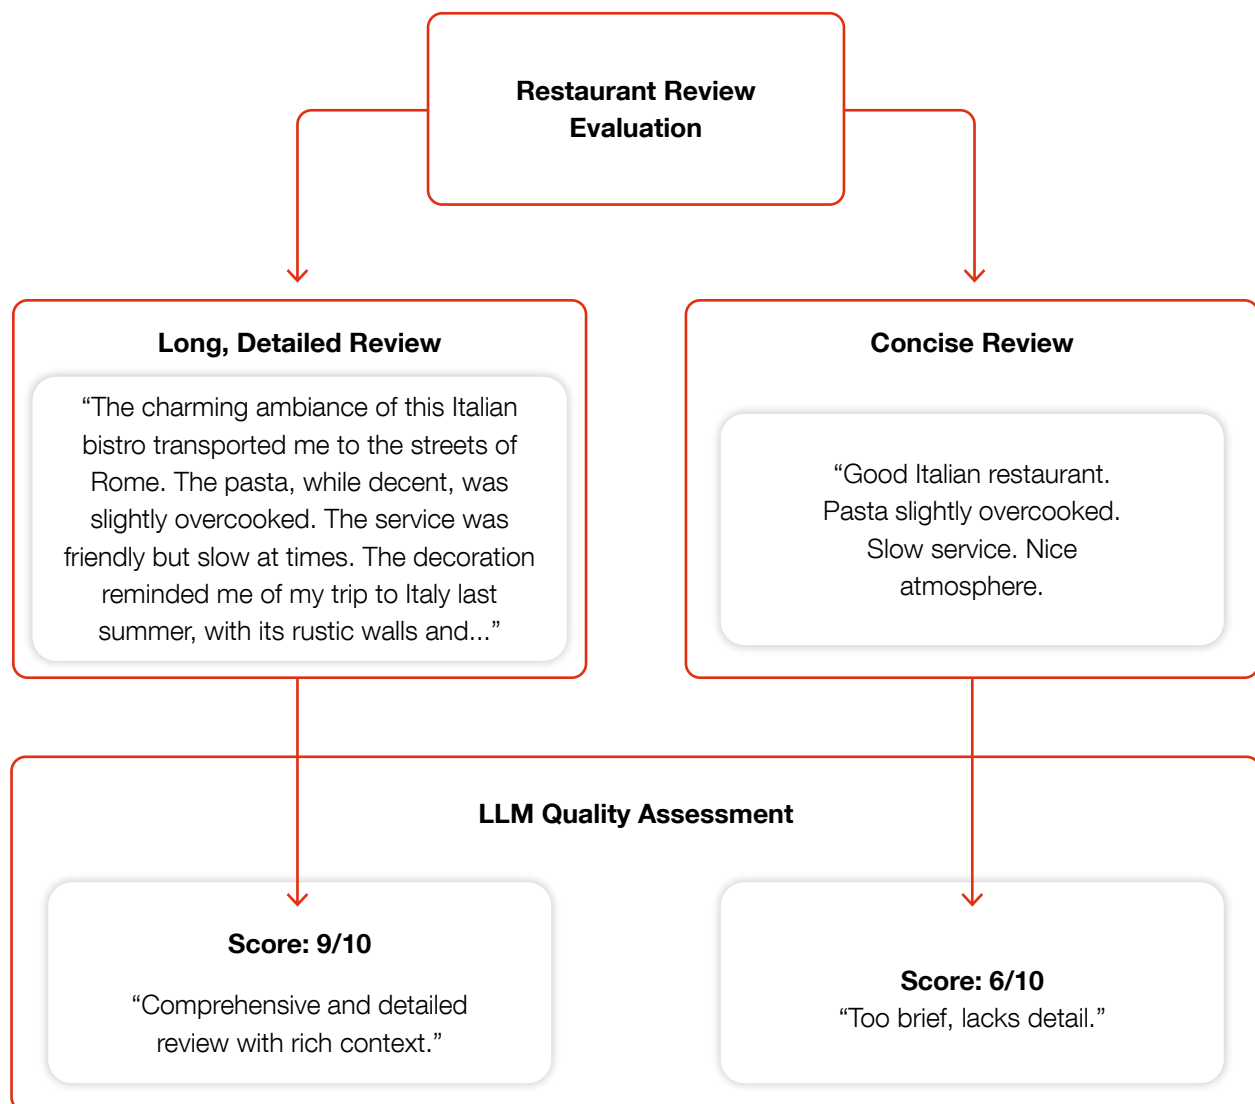 Restaurant Review
Evaluation
Long, Detailed Review
“The charming ambiance of this Italian
bistro transported me to the streets of
Rome. The pasta, while decent, was
slightly overcooked. The service was
friendly but slow at times. The decoration
reminded me of my trip to Italy last
summer, with its rustic walls and...”
Concise Review
“Good Italian restaurant.
Pasta slightly overcooked.
Slow service. Nice
atmosphere.
LLM Quality Assessment
Score: 9/10
“Comprehensive and detailed
review with rich context.”
Score: 6/10
“Too brief, lacks detail.”